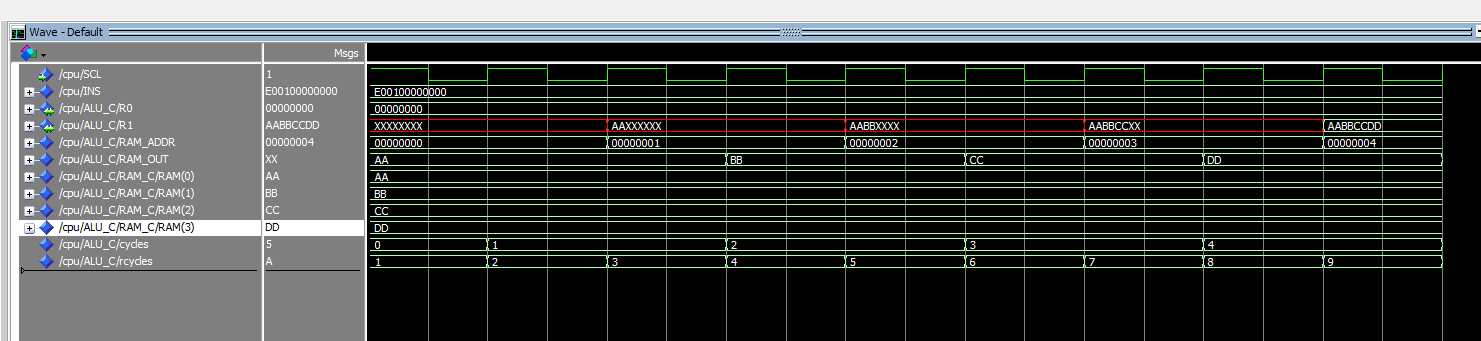 Wave - Default
Msgs
/cpu/SCL 1
/cpu/INS E00100000000 E00100000000
/cpu/ALU_C/R0 00000000 00000000
/cpu/ALU_C/R1 AABBCCDD XXXXXXXX AAXXXXXX AABBXXXX AABBCCXX AABBCCDD
/cpu/ALU_C/RAM_ADDR 00000004 00000000 00000001 00000002 00000003 00000004
/cpu/ALU_C/RAM_OUT XX AA BB CC DD
/cpu/ALU_C/RAM_C/RAM(0) AA AA
/cpu/ALU_C/RAM_C/RAM(1) BB BB
/cpu/ALU_C/RAM_C/RAM(2) CC CC
/cpu/ALU_C/RAM_C/RAM(3) DD DD
/cpu/ALU_C/cycles 5 0 1 2 3 4
/cpu/ALU_C/rcycles A 1 2 3 4 5 6 7 8 9